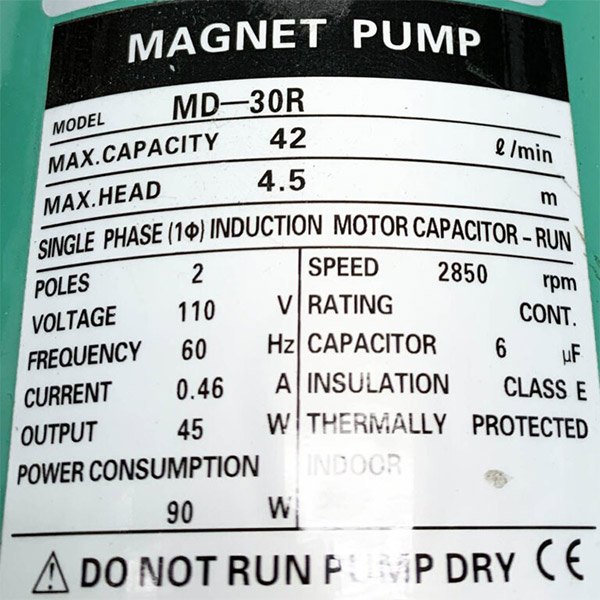 MAGNET PUMP
MODEL MD—30R
MAX.CAPACITY 42 ℓ/min
MAX.HEAD 4.5 m
SINGLE PHASE (1Φ) INDUCTION MOTOR CAPACITOR – RUN
POLES 2
VOLTAGE 110 V
FREQUENCY 60 Hz
CURRENT 0.46 A
OUTPUT 45 W
POWER CONSUMPTION
90 W
SPEED 2850 rpm
RATING CONT.
CAPACITOR 6 μF
INSULATION CLASS E
THERMALLY PROTECTED
INDOOR
⚠ DO NOT RUN PUMP DRY CE